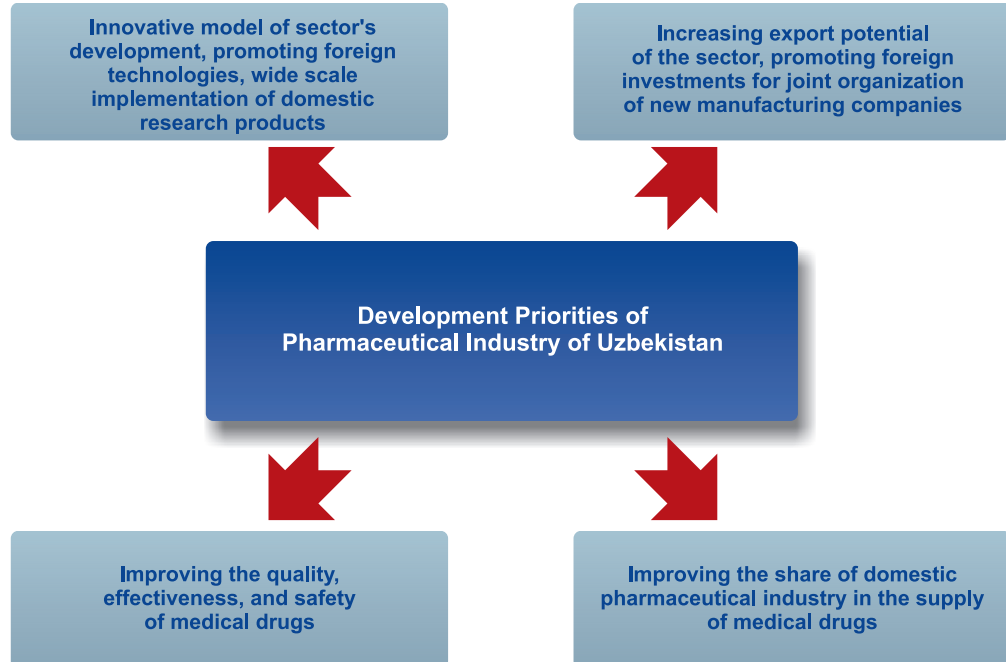 Innovative model of sector's
development, promoting foreign
technologies, wide scale
implementation of domestic
research products
Increasing export potential
of the sector, promoting foreign
investments for joint organization
of new manufacturing companies
Development Priorities of
Pharmaceutical Industry of Uzbekistan
Improving the quality,
effectiveness, and safety
of medical drugs
Improving the share of domestic
pharmaceutical industry in the supply
of medical drugs